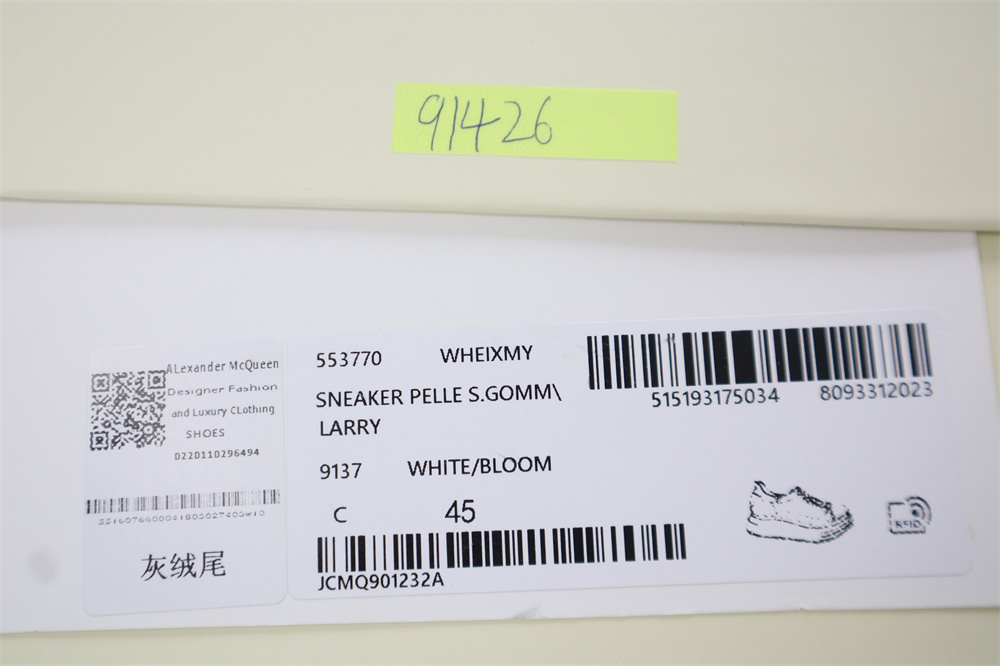 91426
ALexander McQueen
Designer Fashion
and Luxury CLothing
SHOES
D22D11D296494
灰绒尾
553770 WHEIXMY
SNEAKER PELLE S.GOMM\
LARRY
9137 WHITE/BLOOM
C 45
JCMQ901232A
515193175034 8093312023
RFID